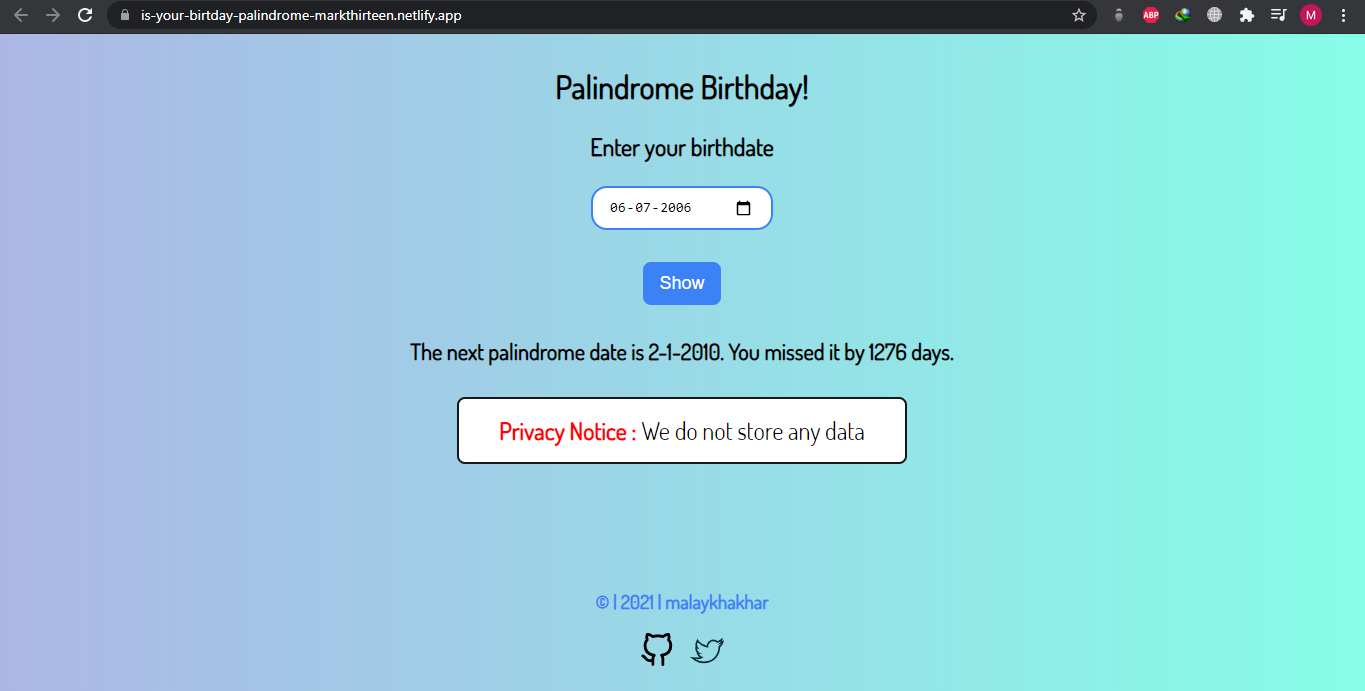 is-your-birtday-palindrome-markthirteen.netlify.app
ABP
M
Palindrome Birthday!
Enter your birthdate
06-07-2006
Show
The next palindrome date is 2-1-2010. You missed it by 1276 days.
Privacy Notice : We do not store any data
© | 2021 | malaykhakhar